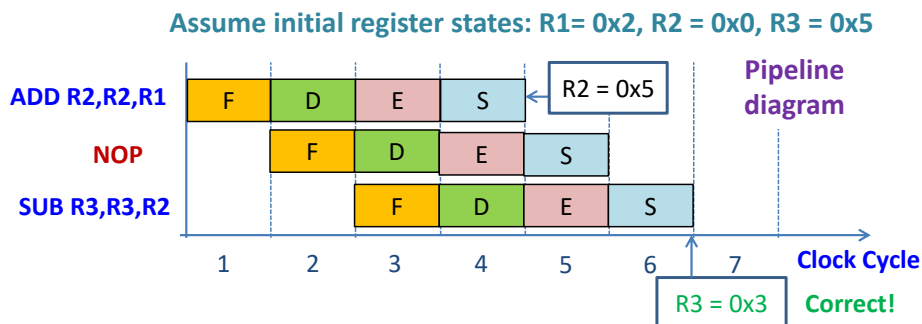 Assume initial register states: R1= 0x2, R2 = 0x0, R3 = 0x5
ADD R2,R2,R1
F D E S
R2 = 0x5
Pipeline
diagram
NOP
F D E S
SUB R3,R3,R2
F D E S
1 2 3 4 5 6 7
Clock Cycle
R3 = 0x3
Correct!